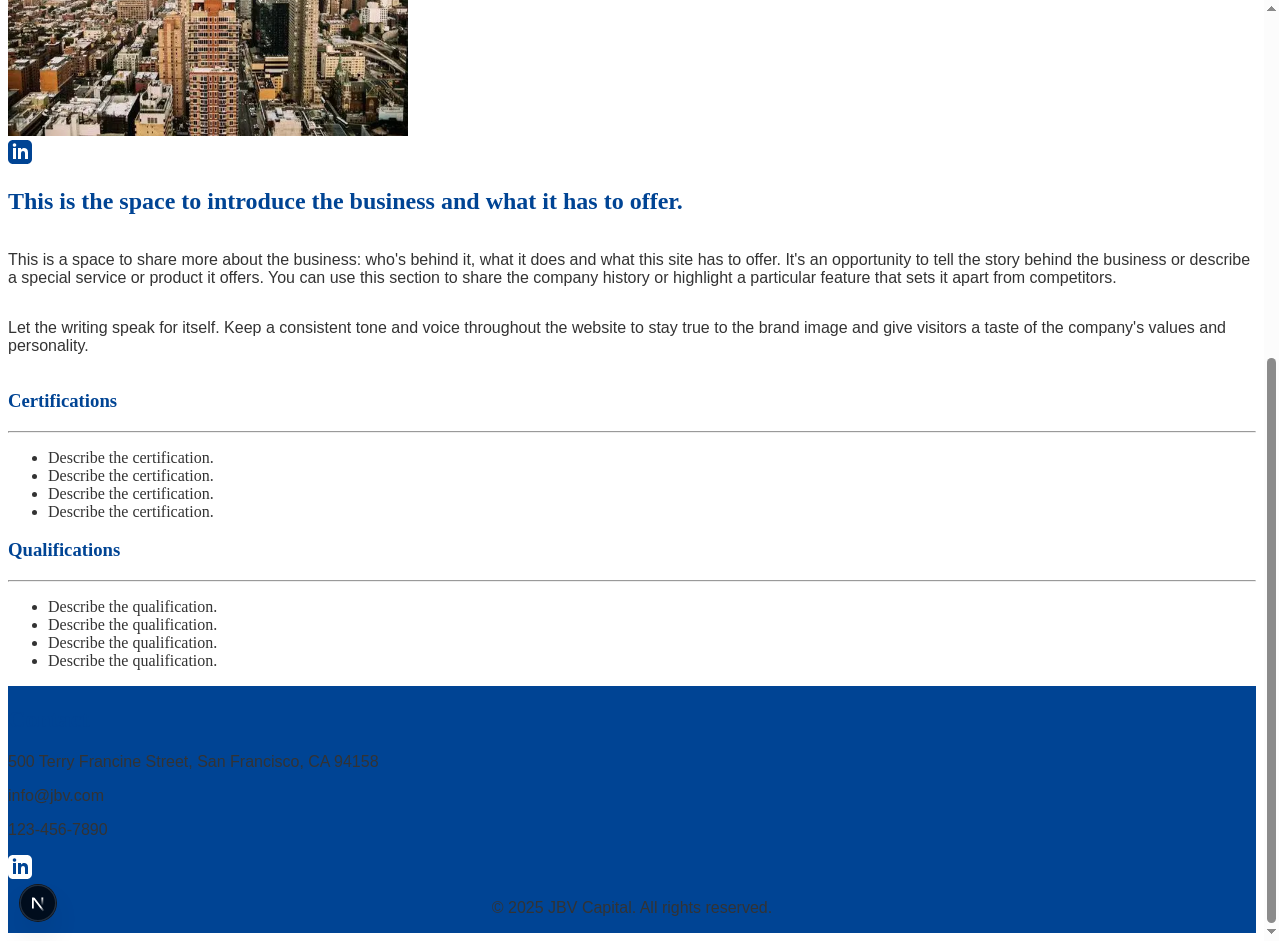 in
This is the space to introduce the business and what it has to offer.
This is a space to share more about the business: who's behind it, what it does and what this site has to offer. It's an opportunity to tell the story behind the business or describe
a special service or product it offers. You can use this section to share the company history or highlight a particular feature that sets it apart from competitors.
Let the writing speak for itself. Keep a consistent tone and voice throughout the website to stay true to the brand image and give visitors a taste of the company's values and
personality.
Certifications
Describe the certification.
Describe the certification.
Describe the certification.
Describe the certification.
Qualifications
Describe the qualification.
Describe the qualification.
Describe the qualification.
Describe the qualification.
500 Terry Francine Street, San Francisco, CA 94158
info@jbv.com
123-456-7890
in
N
© 2025 JBV Capital. All rights reserved.